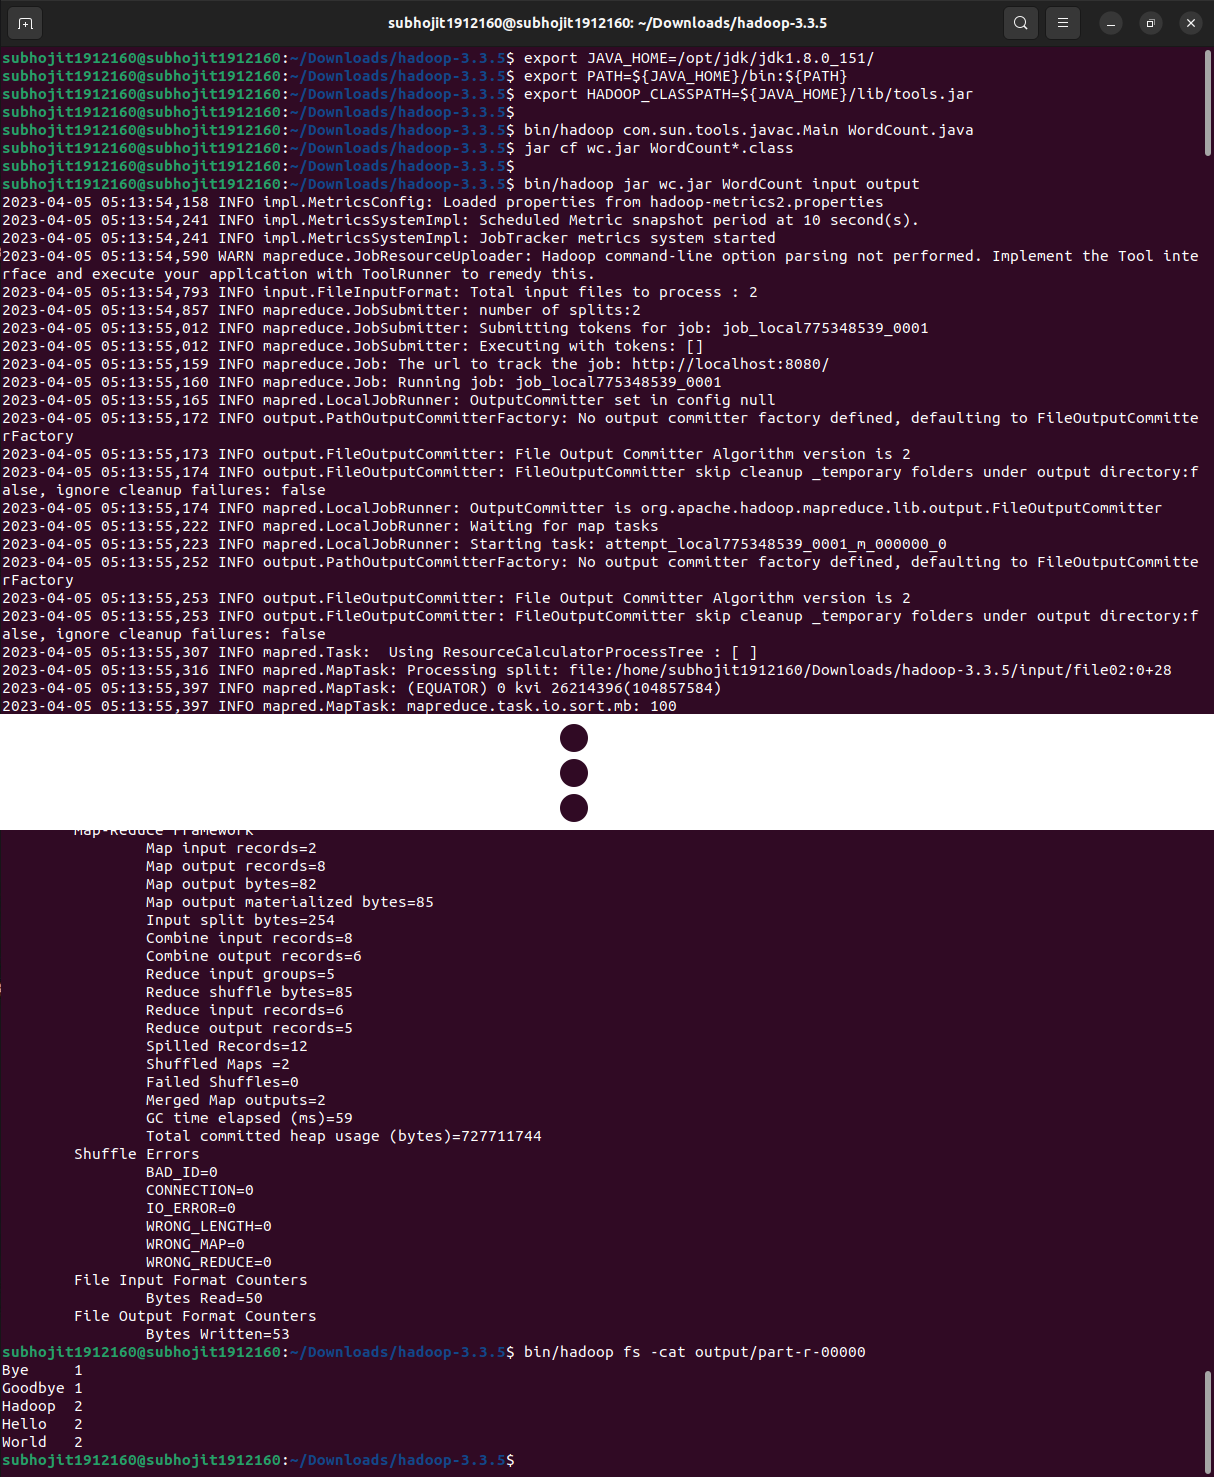 subhojit1912160@subhojit1912160: ~/Downloads/hadoop-3.3.5
subhojit1912160@subhojit1912160:~/Downloads/hadoop-3.3.5$ export JAVA_HOME=/opt/jdk/jdk1.8.0_151/
subhojit1912160@subhojit1912160:~/Downloads/hadoop-3.3.5$ export PATH=${JAVA_HOME}/bin:${PATH}
subhojit1912160@subhojit1912160:~/Downloads/hadoop-3.3.5$ export HADOOP_CLASSPATH=${JAVA_HOME}/lib/tools.jar
subhojit1912160@subhojit1912160:~/Downloads/hadoop-3.3.5$
subhojit1912160@subhojit1912160:~/Downloads/hadoop-3.3.5$ bin/hadoop com.sun.tools.javac.Main WordCount.java
subhojit1912160@subhojit1912160:~/Downloads/hadoop-3.3.5$ jar cf wc.jar WordCount*.class
subhojit1912160@subhojit1912160:~/Downloads/hadoop-3.3.5$
subhojit1912160@subhojit1912160:~/Downloads/hadoop-3.3.5$ bin/hadoop jar wc.jar WordCount input output
2023-04-05 05:13:54,158 INFO impl.MetricsConfig: Loaded properties from hadoop-metrics2.properties
2023-04-05 05:13:54,241 INFO impl.MetricsSystemImpl: Scheduled Metric snapshot period at 10 second(s).
2023-04-05 05:13:54,241 INFO impl.MetricsSystemImpl: JobTracker metrics system started
2023-04-05 05:13:54,590 WARN mapreduce.JobResourceUploader: Hadoop command-line option parsing not performed. Implement the Tool inte
rface and execute your application with ToolRunner to remedy this.
2023-04-05 05:13:54,793 INFO input.FileInputFormat: Total input files to process : 2
2023-04-05 05:13:54,857 INFO mapreduce.JobSubmitter: number of splits:2
2023-04-05 05:13:55,012 INFO mapreduce.JobSubmitter: Submitting tokens for job: job_local775348539_0001
2023-04-05 05:13:55,012 INFO mapreduce.JobSubmitter: Executing with tokens: []
2023-04-05 05:13:55,159 INFO mapreduce.Job: The url to track the job: http://localhost:8080/
2023-04-05 05:13:55,160 INFO mapreduce.Job: Running job: job_local775348539_0001
2023-04-05 05:13:55,165 INFO mapred.LocalJobRunner: OutputCommitter set in config null
2023-04-05 05:13:55,172 INFO output.PathOutputCommitterFactory: No output committer factory defined, defaulting to FileOutputCommitte
rFactory
2023-04-05 05:13:55,173 INFO output.FileOutputCommitter: File Output Committer Algorithm version is 2
2023-04-05 05:13:55,174 INFO output.FileOutputCommitter: FileOutputCommitter skip cleanup _temporary folders under output directory:f
alse, ignore cleanup failures: false
2023-04-05 05:13:55,174 INFO mapred.LocalJobRunner: OutputCommitter is org.apache.hadoop.mapreduce.lib.output.FileOutputCommitter
2023-04-05 05:13:55,222 INFO mapred.LocalJobRunner: Waiting for map tasks
2023-04-05 05:13:55,223 INFO mapred.LocalJobRunner: Starting task: attempt_local775348539_0001_m_000000_0
2023-04-05 05:13:55,252 INFO output.PathOutputCommitterFactory: No output committer factory defined, defaulting to FileOutputCommitte
rFactory
2023-04-05 05:13:55,253 INFO output.FileOutputCommitter: File Output Committer Algorithm version is 2
2023-04-05 05:13:55,253 INFO output.FileOutputCommitter: FileOutputCommitter skip cleanup _temporary folders under output directory:f
alse, ignore cleanup failures: false
2023-04-05 05:13:55,307 INFO mapred.Task:  Using ResourceCalculatorProcessTree : [ ]
2023-04-05 05:13:55,316 INFO mapred.MapTask: Processing split: file:/home/subhojit1912160/Downloads/hadoop-3.3.5/input/file02:0+28
2023-04-05 05:13:55,397 INFO mapred.MapTask: (EQUATOR) 0 kvi 26214396(104857584)
2023-04-05 05:13:55,397 INFO mapred.MapTask: mapreduce.task.io.sort.mb: 100
Map-Reduce Framework
Map input records=2
Map output records=8
Map output bytes=82
Map output materialized bytes=85
Input split bytes=254
Combine input records=8
Combine output records=6
Reduce input groups=5
Reduce shuffle bytes=85
Reduce input records=6
Reduce output records=5
Spilled Records=12
Shuffled Maps =2
Failed Shuffles=0
Merged Map outputs=2
GC time elapsed (ms)=59
Total committed heap usage (bytes)=727711744
Shuffle Errors
BAD_ID=0
CONNECTION=0
IO_ERROR=0
WRONG_LENGTH=0
WRONG_MAP=0
WRONG_REDUCE=0
File Input Format Counters
Bytes Read=50
File Output Format Counters
Bytes Written=53
subhojit1912160@subhojit1912160:~/Downloads/hadoop-3.3.5$ bin/hadoop fs -cat output/part-r-00000
Bye     1
Goodbye 1
Hadoop  2
Hello   2
World   2
subhojit1912160@subhojit1912160:~/Downloads/hadoop-3.3.5$